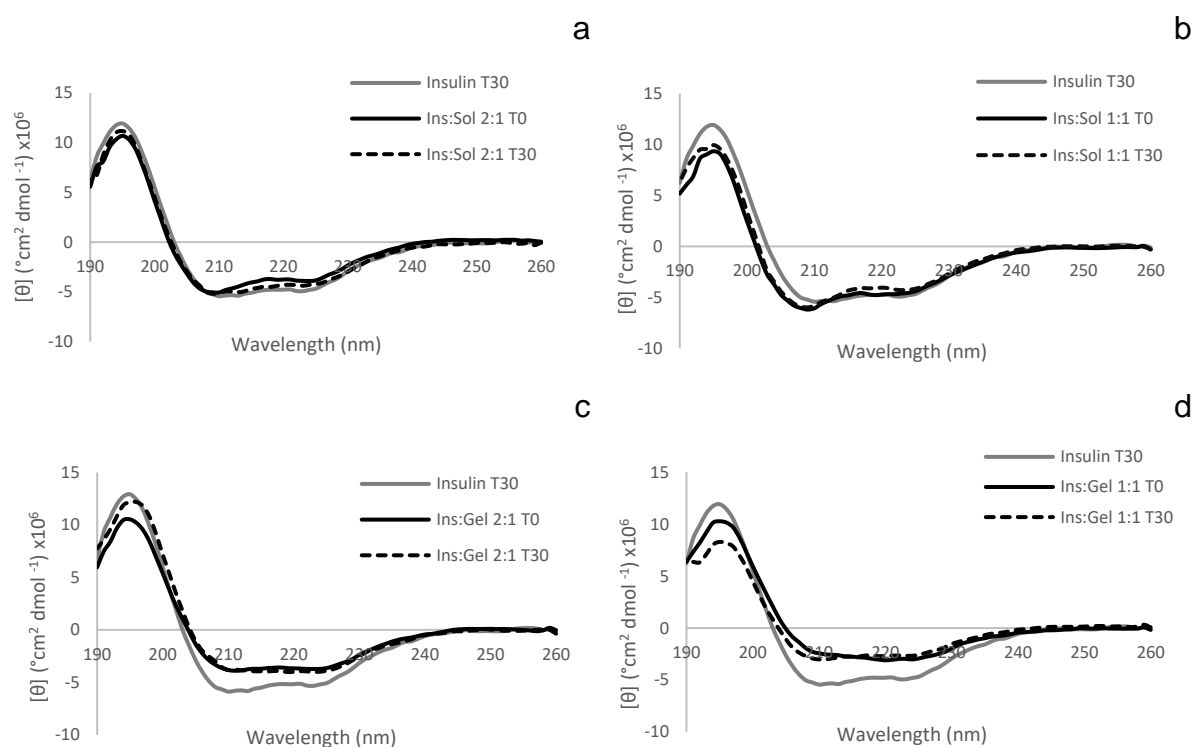 a
Insulin T30
Ins:Sol 2:1 T0
Ins:Sol 2:1 T30
15
10
5
0
-5
-10
190 200 210 220 230 240 250 260
[θ] (°cm² dmol ⁻¹) x10⁶
Wavelength (nm)
b
Insulin T30
Ins:Sol 1:1 T0
Ins:Sol 1:1 T30
15
10
5
0
-5
-10
190 200 210 220 230 240 250 260
[θ] (°cm² dmol ⁻¹) x10⁶
Wavelength (nm)
c
Insulin T30
Ins:Gel 2:1 T0
Ins:Gel 2:1 T30
15
10
5
0
-5
-10
190 200 210 220 230 240 250 260
[θ] (°cm² dmol ⁻¹) x10⁶
Wavelength (nm)
d
Insulin T30
Ins:Gel 1:1 T0
Ins:Gel 1:1 T30
15
10
5
0
-5
-10
190 200 210 220 230 240 250 260
[θ] (°cm² dmol ⁻¹) x10⁶
Wavelength (nm)